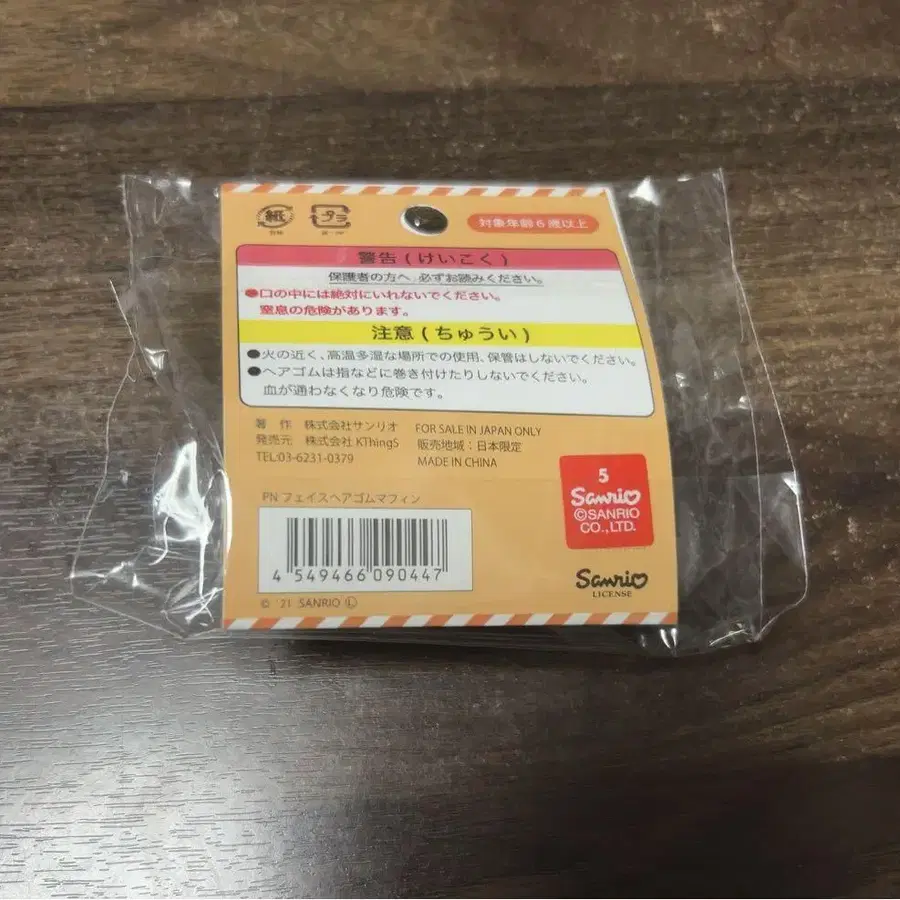 紙
プラ
対象年齢6歳以上
警告(けいこく)
保護者の方へ 必ずお読みください。
●口の中には絶対にいれないでください。
窒息の危険があります。
注意(ちゅうい)
●火の近く、高温多湿な場所での使用、保管はしないでください。
●ヘアゴムは指などに巻き付けたりしないでください。
血が通わなくなり危険です。
著 作 株式会社サンリオ
発売元 株式会社KThingS
TEL:03-6231-0379
FOR SALE IN JAPAN ONLY
販売地域:日本限定
MADE IN CHINA
PNフェイスヘアゴムマフィン
4 549466 090447
© '21 SANRIO Ⓛ
5
Sanrio
©SANRIO
CO.,LTD.
Sanrio
LICENSE